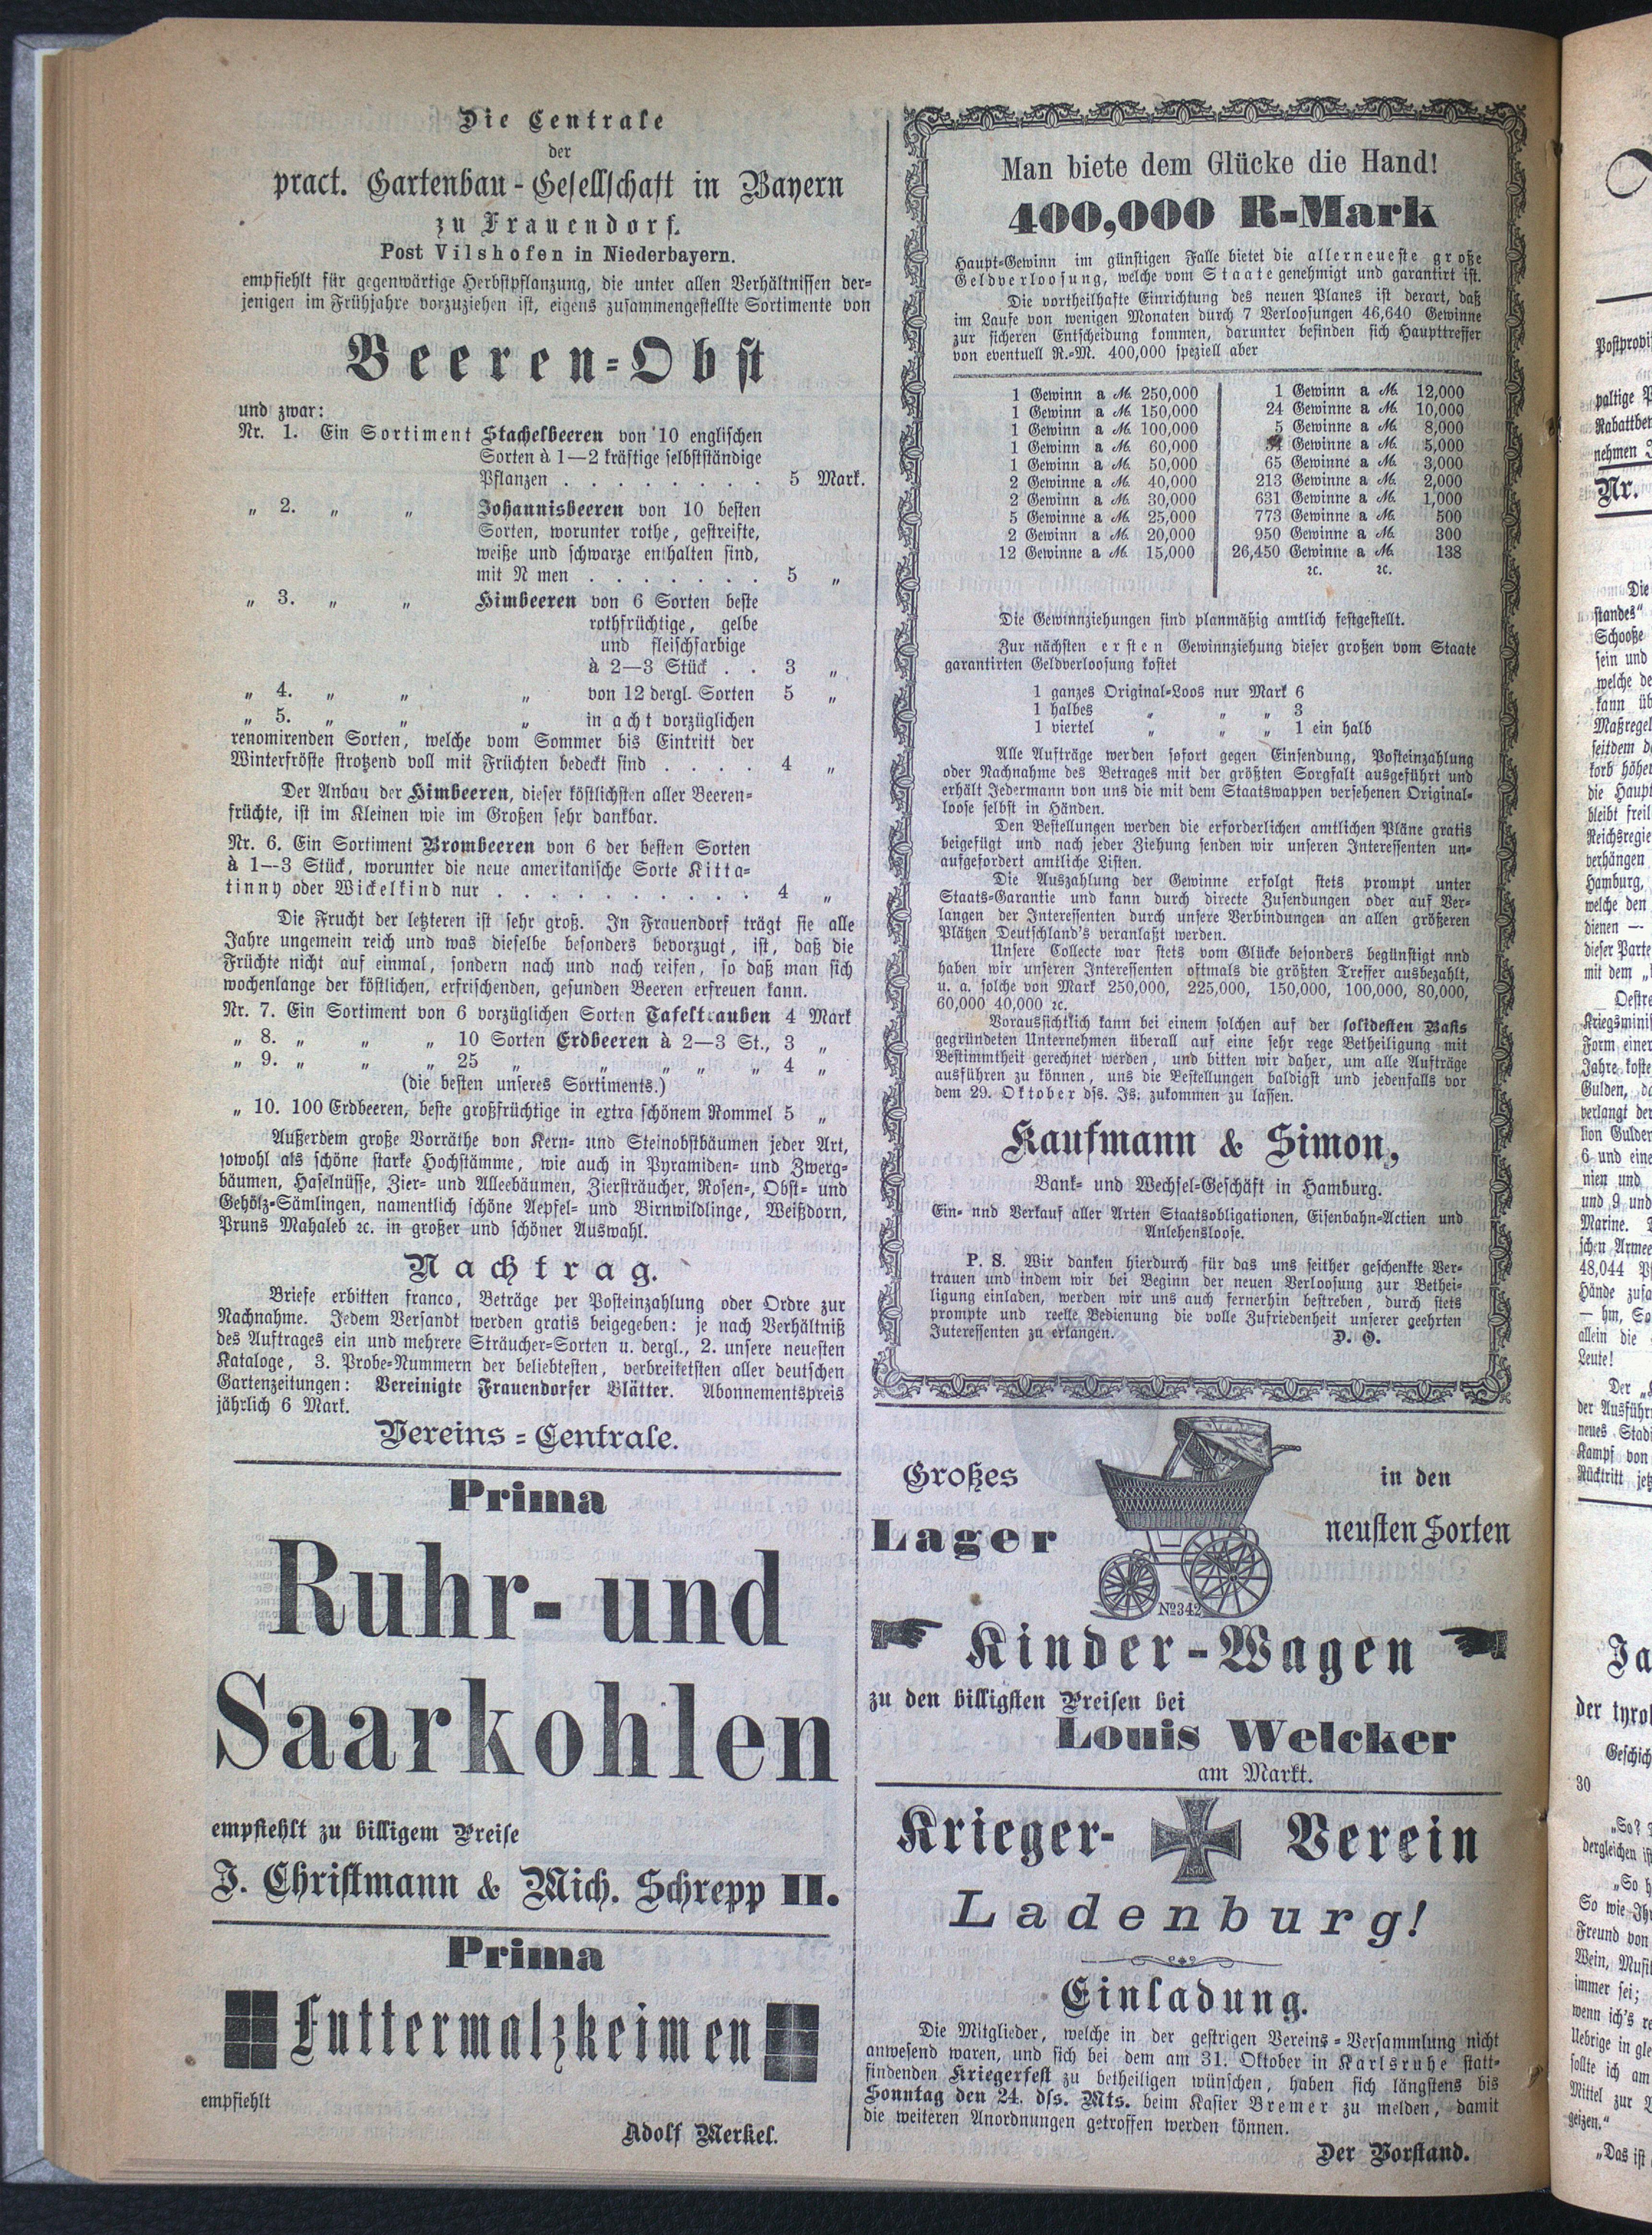 Die Centrale
der
pract. Gartenbau-Gesellschaft in Bayern
zu Frauendorf.
Post Vilshofen in Niederbayern.
empfiehlt für gegenwärtige Herbstpflanzung, die unter allen Verhältnissen der-
jenigen im Frühjahre vorzuziehen ist, eigens zusammengestellte Sortimente von
Beeren-Obst
und zwar:
Nr. 1. Ein Sortiment Stachelbeeren von 10 englischen
Sorten à 1—2 kräftige selbstständige
Pflanzen . . . . . . . . 5 Mark.
„ 2. „ „ Johannisbeeren von 10 besten
Sorten, worunter rothe, gestreifte,
weiße und schwarze enthalten sind,
mit N men . . . . . . . 5 „
„ 3. „ „ Himbeeren von 6 Sorten beste
rothfrüchtige, gelbe
und fleischfarbige
à 2—3 Stück . . 3 „
„ 4. „ „ „ von 12 dergl. Sorten 5 „
„ 5. „ „ „ in acht vorzüglichen
renomirenden Sorten, welche vom Sommer bis Eintritt der
Winterfröste strotzend voll mit Früchten bedeckt sind . . . . 4 „
Der Anbau der Himbeeren, dieser köstlichsten aller Beeren-
früchte, ist im Kleinen wie im Großen sehr dankbar.
Nr. 6. Ein Sortiment Brombeeren von 6 der besten Sorten
à 1—3 Stück, worunter die neue amerikanische Sorte Kitta-
tinny oder Wickelkind nur . . . . . . . . . . 4 „
Die Frucht der letzteren ist sehr groß. In Frauendorf trägt sie alle
Jahre ungemein reich und was dieselbe besonders bevorzugt, ist, daß die
Früchte nicht auf einmal, sondern nach und nach reifen, so daß man sich
wochenlange der köstlichen, erfrischenden, gesunden Beeren erfreuen kann.
Nr. 7. Ein Sortiment von 6 vorzüglichen Sorten Tafeltrauben 4 Mark
„ 8. „ „ „ 10 Sorten Erdbeeren à 2—3 St., 3 „
„ 9. „ „ „ 25 „ „ „ „ „ 4 „
(die besten unseres Sortiments.)
„ 10. 100 Erdbeeren, beste großfrüchtige in extra schönem Rommel 5 „
Außerdem große Vorräthe von Kern- und Steinobstbäumen jeder Art,
sowohl als schöne starke Hochstämme, wie auch in Pyramiden- und Zwerg-
bäumen, Haselnüsse, Zier- und Alleebäumen, Ziersträucher, Rosen-, Obst- und
Gehölz-Sämlingen, namentlich schöne Aepfel- und Birnwildlinge, Weißdorn,
Pruns Mahaleb ꝛc. in großer und schöner Auswahl.
Nachtrag.
Briefe erbitten franco, Beträge per Posteinzahlung oder Ordre zur
Nachnahme. Jedem Versandt werden gratis beigegeben: je nach Verhältniß
des Auftrages ein und mehrere Sträucher-Sorten u. dergl., 2. unsere neuesten
Kataloge, 3. Probe-Nummern der beliebtesten, verbreitetsten aller deutschen
Gartenzeitungen: Vereinigte Frauendorfer Blätter. Abonnementspreis
jährlich 6 Mark.
Vereins-Centrale.
Prima
Ruhr- und
Saarkohlen
empfiehlt zu billigem Preise
J. Christmann & Mich. Schrepp II.
Prima
Futtermalzkeimen
empfiehlt
Adolf Merkel.
Man biete dem Glücke die Hand!
400,000 R-Mark
Haupt-Gewinn im günstigen Falle bietet die allerneueste große
Geldverloosung, welche vom Staate genehmigt und garantirt ist.
Die vortheilhafte Einrichtung des neuen Planes ist derart, daß
im Laufe von wenigen Monaten durch 7 Verloosungen 46,640 Gewinne
zur sicheren Entscheidung kommen, darunter befinden sich Haupttreffer
von eventuell R.-M. 400,000 speziell aber
1 Gewinn a M. 250,000
1 Gewinn a M. 150,000
1 Gewinn a M. 100,000
1 Gewinn a M. 60,000
1 Gewinn a M. 50,000
2 Gewinne a M. 40,000
2 Gewinn a M. 30,000
5 Gewinne a M. 25,000
2 Gewinn a M. 20,000
12 Gewinne a M. 15,000
1 Gewinn a M. 12,000
24 Gewinne a M. 10,000
5 Gewinne a M. 8,000
Gewinne a M. 5,000
65 Gewinne a M. 3,000
213 Gewinne a M. 2,000
631 Gewinne a M. 1,000
773 Gewinne a M. 500
950 Gewinne a M. 300
26,450 Gewinne a M. 138
ꝛc. ꝛc.
Die Gewinnziehungen sind planmäßig amtlich festgestellt.
Zur nächsten ersten Gewinnziehung dieser großen vom Staate
garantirten Geldverloosung kostet
1 ganzes Original-Loos nur Mark 6
1 halbes „ „ „ 3
1 viertel „ „ „ 1 ein halb
Alle Aufträge werden sofort gegen Einsendung, Posteinzahlung
oder Nachnahme des Betrages mit der größten Sorgfalt ausgeführt und
erhält Jedermann von uns die mit dem Staatswappen versehenen Original-
loose selbst in Händen.
Den Bestellungen werden die erforderlichen amtlichen Pläne gratis
beigefügt und nach jeder Ziehung senden wir unseren Interessenten un-
aufgefordert amtliche Listen.
Die Auszahlung der Gewinne erfolgt stets prompt unter
Staats-Garantie und kann durch directe Zusendungen oder auf Ver-
langen der Interessenten durch unsere Verbindungen an allen größeren
Plätzen Deutschland's veranlaßt werden.
Unsere Collecte war stets vom Glücke besonders begünstigt nnd
haben wir unseren Interessenten oftmals die größten Treffer ausbezahlt,
u. a. solche von Mark 250,000, 225,000, 150,000, 100,000, 80,000,
60,000 40,000 ꝛc.
Voraussichtlich kann bei einem solchen auf der solidesten Basis
gegründeten Unternehmen überall auf eine sehr rege Betheiligung mit
Bestimmtheit gerechnet werden, und bitten wir daher, um alle Aufträge
ausführen zu können, uns die Bestellungen baldigst und jedenfalls vor
dem 29. Oktober dss. Js. zukommen zu lassen.
Kaufmann & Simon,
Bank- und Wechsel-Geschäft in Hamburg.
Ein- nnd Verkauf aller Arten Staatsobligationen, Eisenbahn-Actien und
Anlehensloose.
P. S. Wir danken hierdurch für das uns seither geschenkte Ver-
trauen und indem wir bei Beginn der neuen Verloosung zur Bethei-
ligung einladen, werden wir uns auch fernerhin bestreben, durch stets
prompte und reelle Bedienung die volle Zufriedenheit unserer geehrten
Juteressenten zu erlangen. D. O.
Großes
Lager
in den
neusten Sorten
No 342
Kinder-Wagen
zu den billigsten Preisen bei
Louis Welcker
am Markt.
Krieger- Verein
1870
Ladenburg!
Einladung.
Die Mitglieder, welche in der gestrigen Vereins-Versammlung nicht
anwesend waren, und sich bei dem am 31. Oktober in Karlsruhe statt-
findenden Kriegerfest zu betheiligen wünschen, haben sich längstens bis
Sonntag den 24. dss. Mts. beim Kasier Bremer zu melden, damit
die weiteren Anordnungen getroffen werden können.
Der Vorstand.